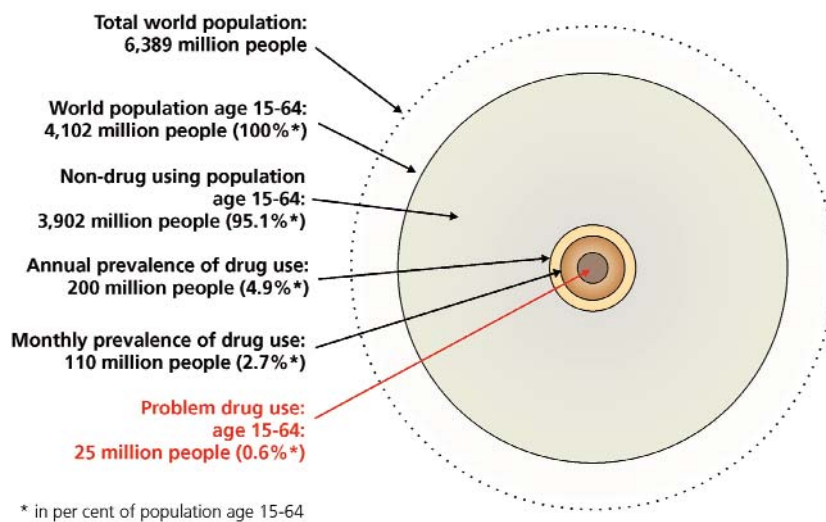 Total world population:
6,389 million people
World population age 15-64:
4,102 million people (100%*)
Non-drug using population
age 15-64:
3,902 million people (95.1%*)
Annual prevalence of drug use:
200 million people (4.9%*)
Monthly prevalence of drug use:
110 million people (2.7%*)
Problem drug use:
age 15-64:
25 million people (0.6%*)
* in per cent of population age 15-64